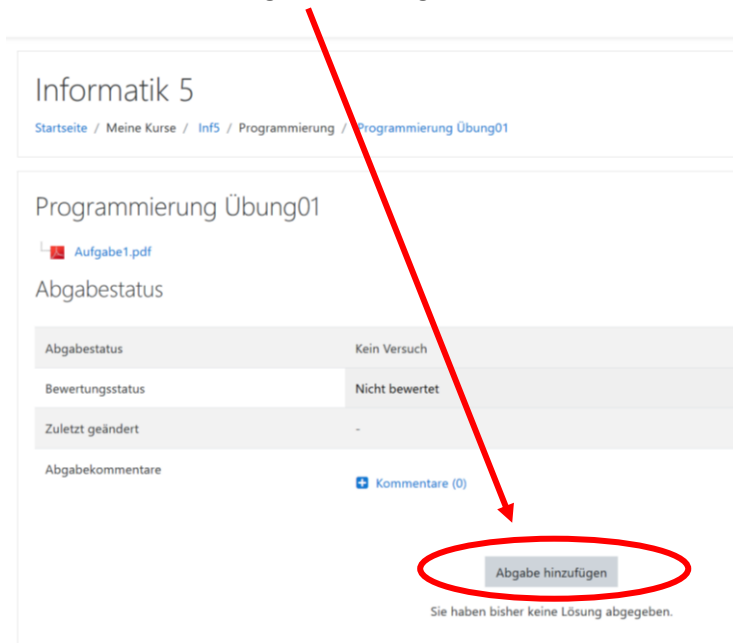 Informatik 5
Startseite / Meine Kurse / Inf5 / Programmierung / Programmierung Übung01
Programmierung Übung01
Aufgabe1.pdf
Abgabestatus
Abgabestatus Kein Versuch
Bewertungsstatus Nicht bewertet
Zuletzt geändert -
Abgabekommentare
Kommentare (0)
Abgabe hinzufügen
Sie haben bisher keine Lösung abgegeben.